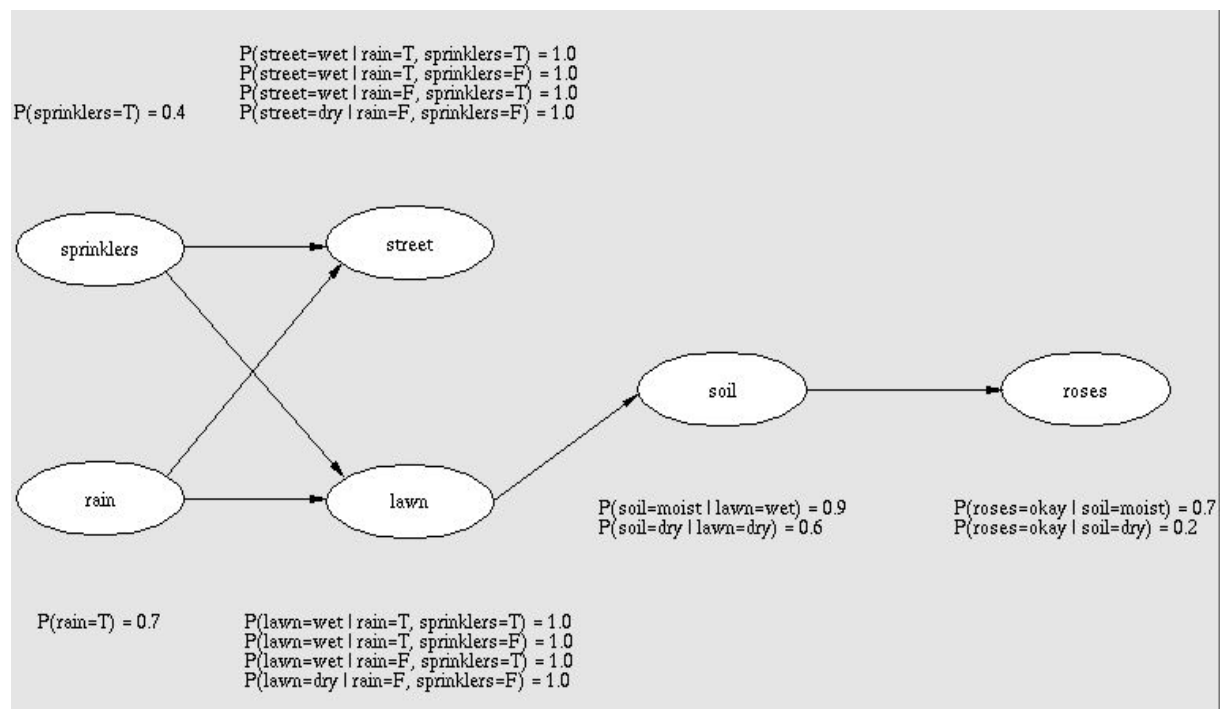 P(street=wet | rain=T, sprinklers=T) = 1.0
P(street=wet | rain=T, sprinklers=F) = 1.0
P(street=wet | rain=F, sprinklers=T) = 1.0
P(sprinklers=T) = 0.4
P(street=dry | rain=F, sprinklers=F) = 1.0
sprinklers
street
soil
roses
rain
lawn
P(soil=moist | lawn=wet) = 0.9
P(soil=dry | lawn=dry) = 0.6
P(roses=okay | soil=moist) = 0.7
P(roses=okay | soil=dry) = 0.2
P(rain=T) = 0.7
P(lawn=wet | rain=T, sprinklers=T) = 1.0
P(lawn=wet | rain=T, sprinklers=F) = 1.0
P(lawn=wet | rain=F, sprinklers=T) = 1.0
P(lawn=dry | rain=F, sprinklers=F) = 1.0